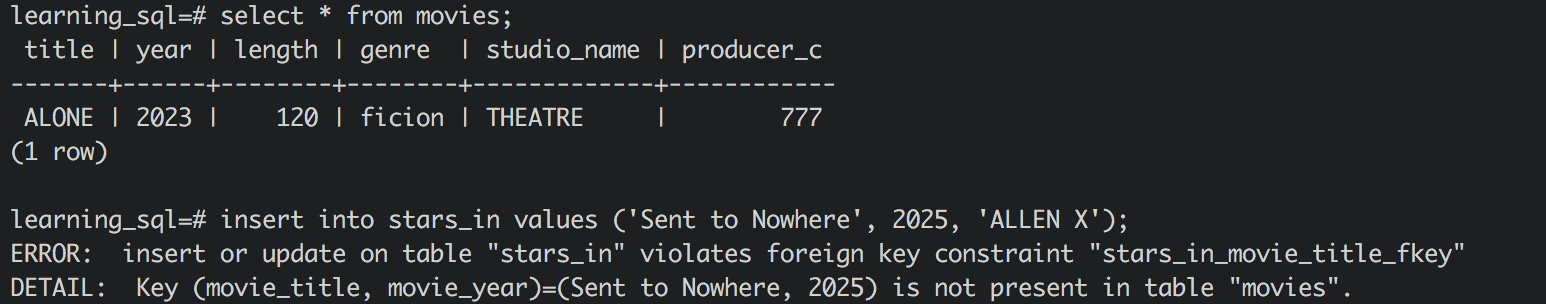 learning_sql=# select * from movies;
 title | year | length | genre  | studio_name | producer_c
-------+------+--------+--------+-------------+------------
 ALONE | 2023 |    120 | ficion | THEATRE     |        777
(1 row)
learning_sql=# insert into stars_in values ('Sent to Nowhere', 2025, 'ALLEN X');
ERROR:  insert or update on table "stars_in" violates foreign key constraint "stars_in_movie_title_fkey"
DETAIL:  Key (movie_title, movie_year)=(Sent to Nowhere, 2025) is not present in table "movies".